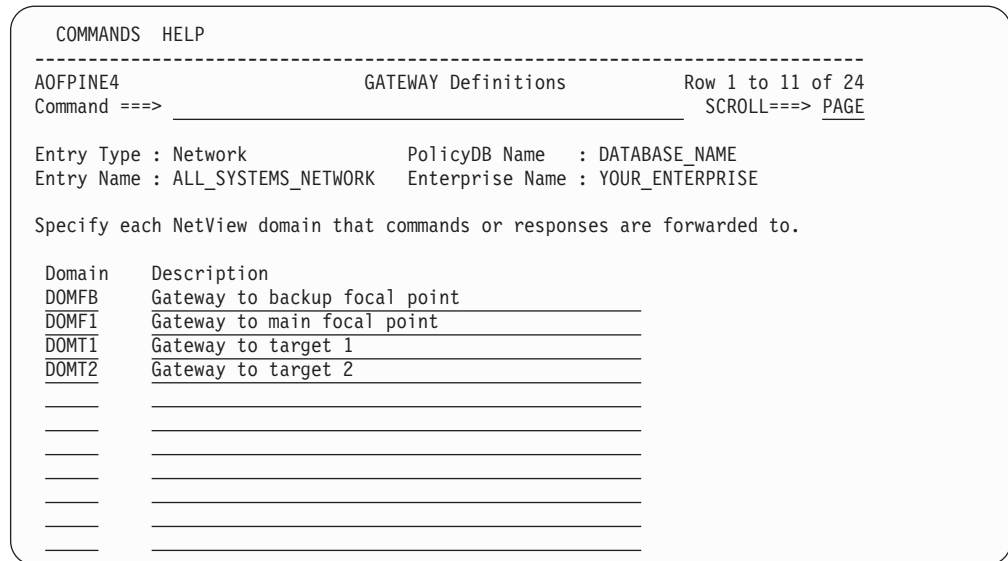 COMMANDS HELP
-------------------------------------------------------------------------------
AOFPINE4 GATEWAY Definitions Row 1 to 11 of 24
Command ===> SCROLL===> PAGE
Entry Type : Network PolicyDB Name : DATABASE_NAME
Entry Name : ALL_SYSTEMS_NETWORK Enterprise Name : YOUR_ENTERPRISE
Specify each NetView domain that commands or responses are forwarded to.
Domain Description
DOMFB Gateway to backup focal point
DOMF1 Gateway to main focal point
DOMT1 Gateway to target 1
DOMT2 Gateway to target 2